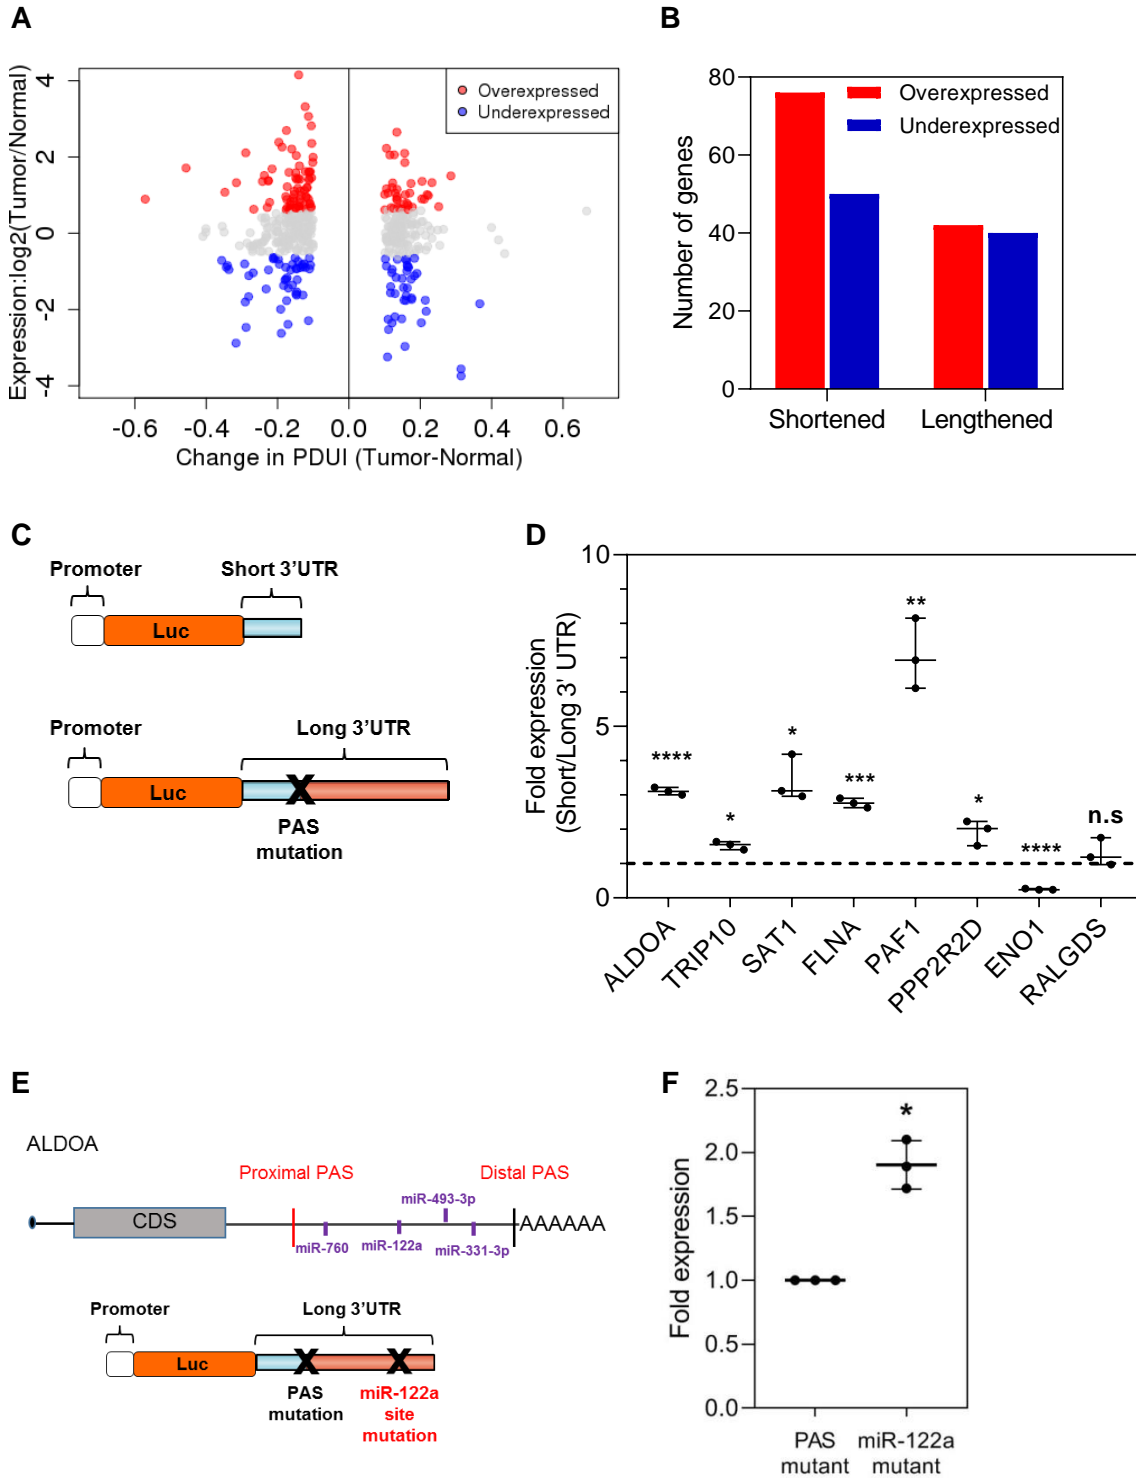 A
Expression:log2(Tumor/Normal)
4
2
0
-2
-4
Overexpressed
Underexpressed
-0.6 -0.4 -0.2 0.0 0.2 0.4 0.6
Change in PDUI (Tumor-Normal)
B
Number of genes
80
60
40
20
0
Overexpressed
Underexpressed
Shortened Lengthened
C
Promoter Short 3'UTR
Luc
Promoter Long 3'UTR
Luc
X
PAS
mutation
D
Fold expression
(Short/Long 3' UTR)
10
5
0
****
*
*
***
**
*
****
n.s
ALDOA
TRIP10
SAT1
FLNA
PAF1
PPP2R2D
ENO1
RALGDS
E
ALDOA
Proximal PAS Distal PAS
miR-493-3p
CDS AAAAAA
miR-760 miR-122a miR-331-3p
Promoter Long 3'UTR
Luc X X
PAS
mutation
miR-122a
site
mutation
F
Fold expression
2.5
2.0
1.5
1.0
0.5
0.0
*
PAS
mutant
miR-122a
mutant